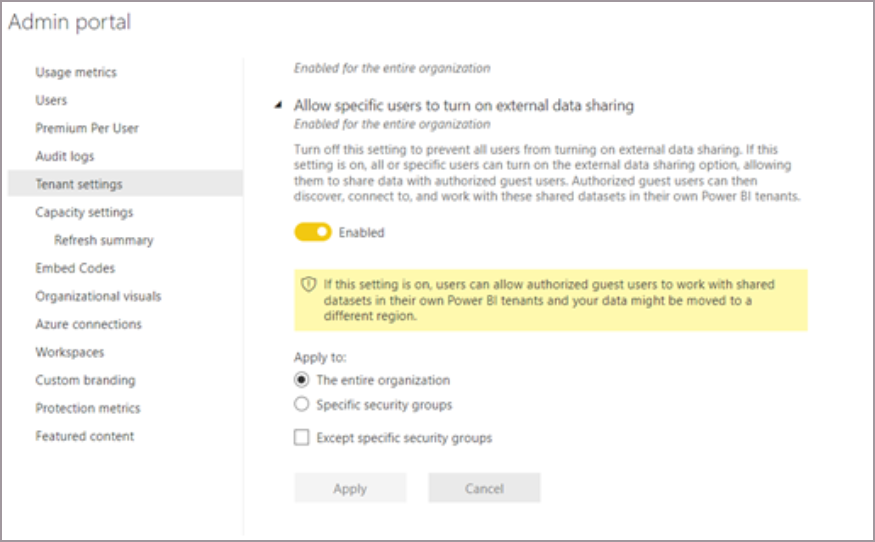 Admin portal
Usage metrics
Users
Premium Per User
Audit logs
Tenant settings
Capacity settings
Refresh summary
Embed Codes
Organizational visuals
Azure connections
Workspaces
Custom branding
Protection metrics
Featured content
Enabled for the entire organization
Allow specific users to turn on external data sharing
Enabled for the entire organization
Turn off this setting to prevent all users from turning on external data sharing. If this
setting is on, all or specific users can turn on the external data sharing option, allowing
them to share data with authorized guest users. Authorized guest users can then
discover, connect to, and work with these shared datasets in their own Power BI tenants.
Enabled
If this setting is on, users can allow authorized guest users to work with shared
datasets in their own Power BI tenants and your data might be moved to a
different region.
Apply to:
The entire organization
Specific security groups
Except specific security groups
Apply
Cancel